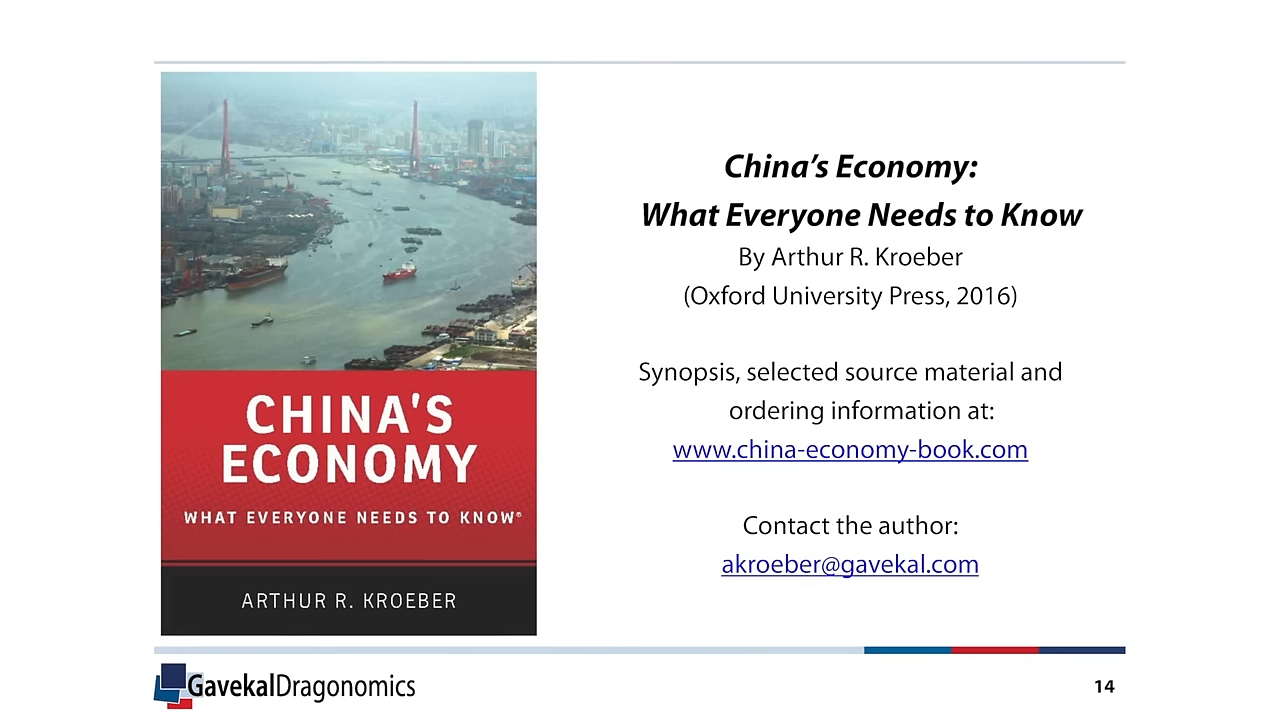 CHINA'S
ECONOMY
WHAT EVERYONE NEEDS TO KNOW®
ARTHUR R. KROEBER
China’s Economy:
What Everyone Needs to Know
By Arthur R. Kroeber
(Oxford University Press, 2016)
Synopsis, selected source material and
ordering information at:
www.china-economy-book.com
Contact the author:
akroeber@gavekal.com
GavekalDragonomics
14